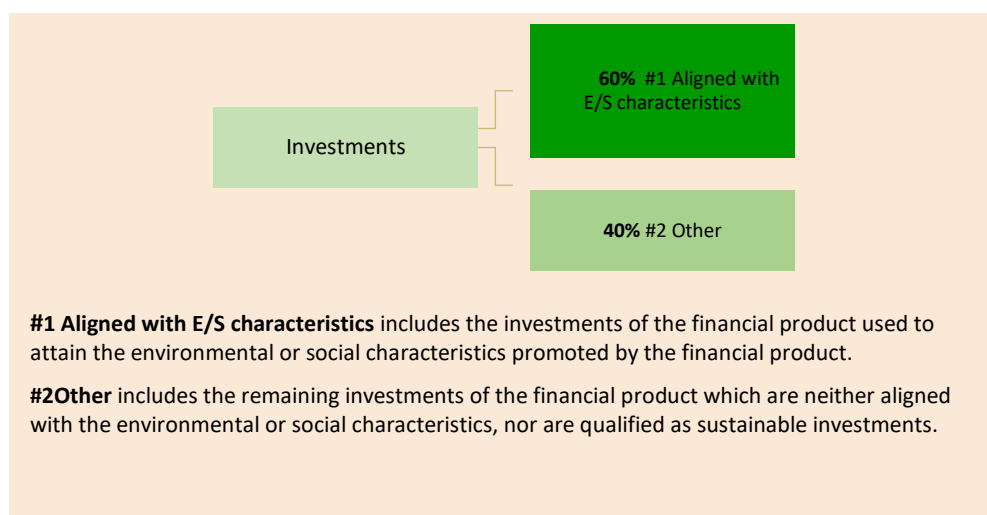 60% #1 Aligned with
E/S characteristics
Investments
40% #2 Other
#1 Aligned with E/S characteristics includes the investments of the financial product used to
attain the environmental or social characteristics promoted by the financial product.
#2Other includes the remaining investments of the financial product which are neither aligned
with the environmental or social characteristics, nor are qualified as sustainable investments.